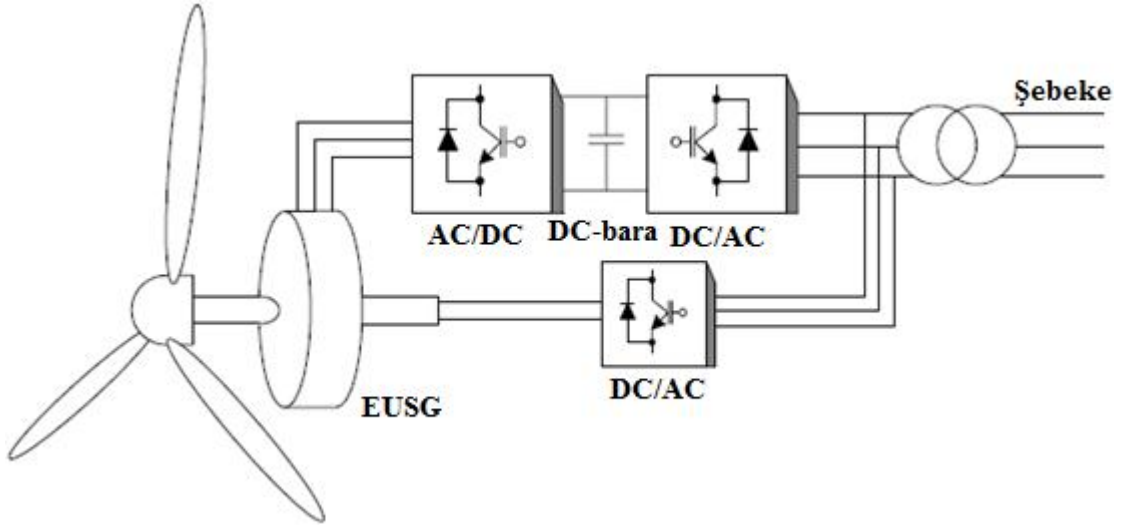 Şebeke
AC/DC
DC-bara
DC/AC
DC/AC
EUSG